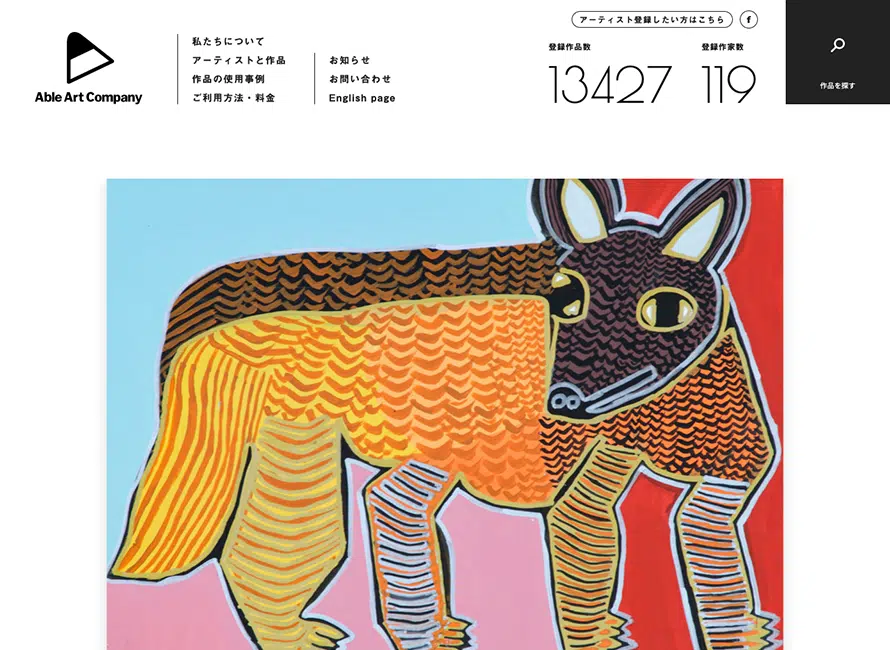 アーティスト登録したい方はこちら
f
Able Art Company
私たちについて
アーティストと作品
作品の使用事例
ご利用方法・料金
お知らせ
お問い合わせ
English page
登録作品数
13427
登録作家数
119
作品を探す